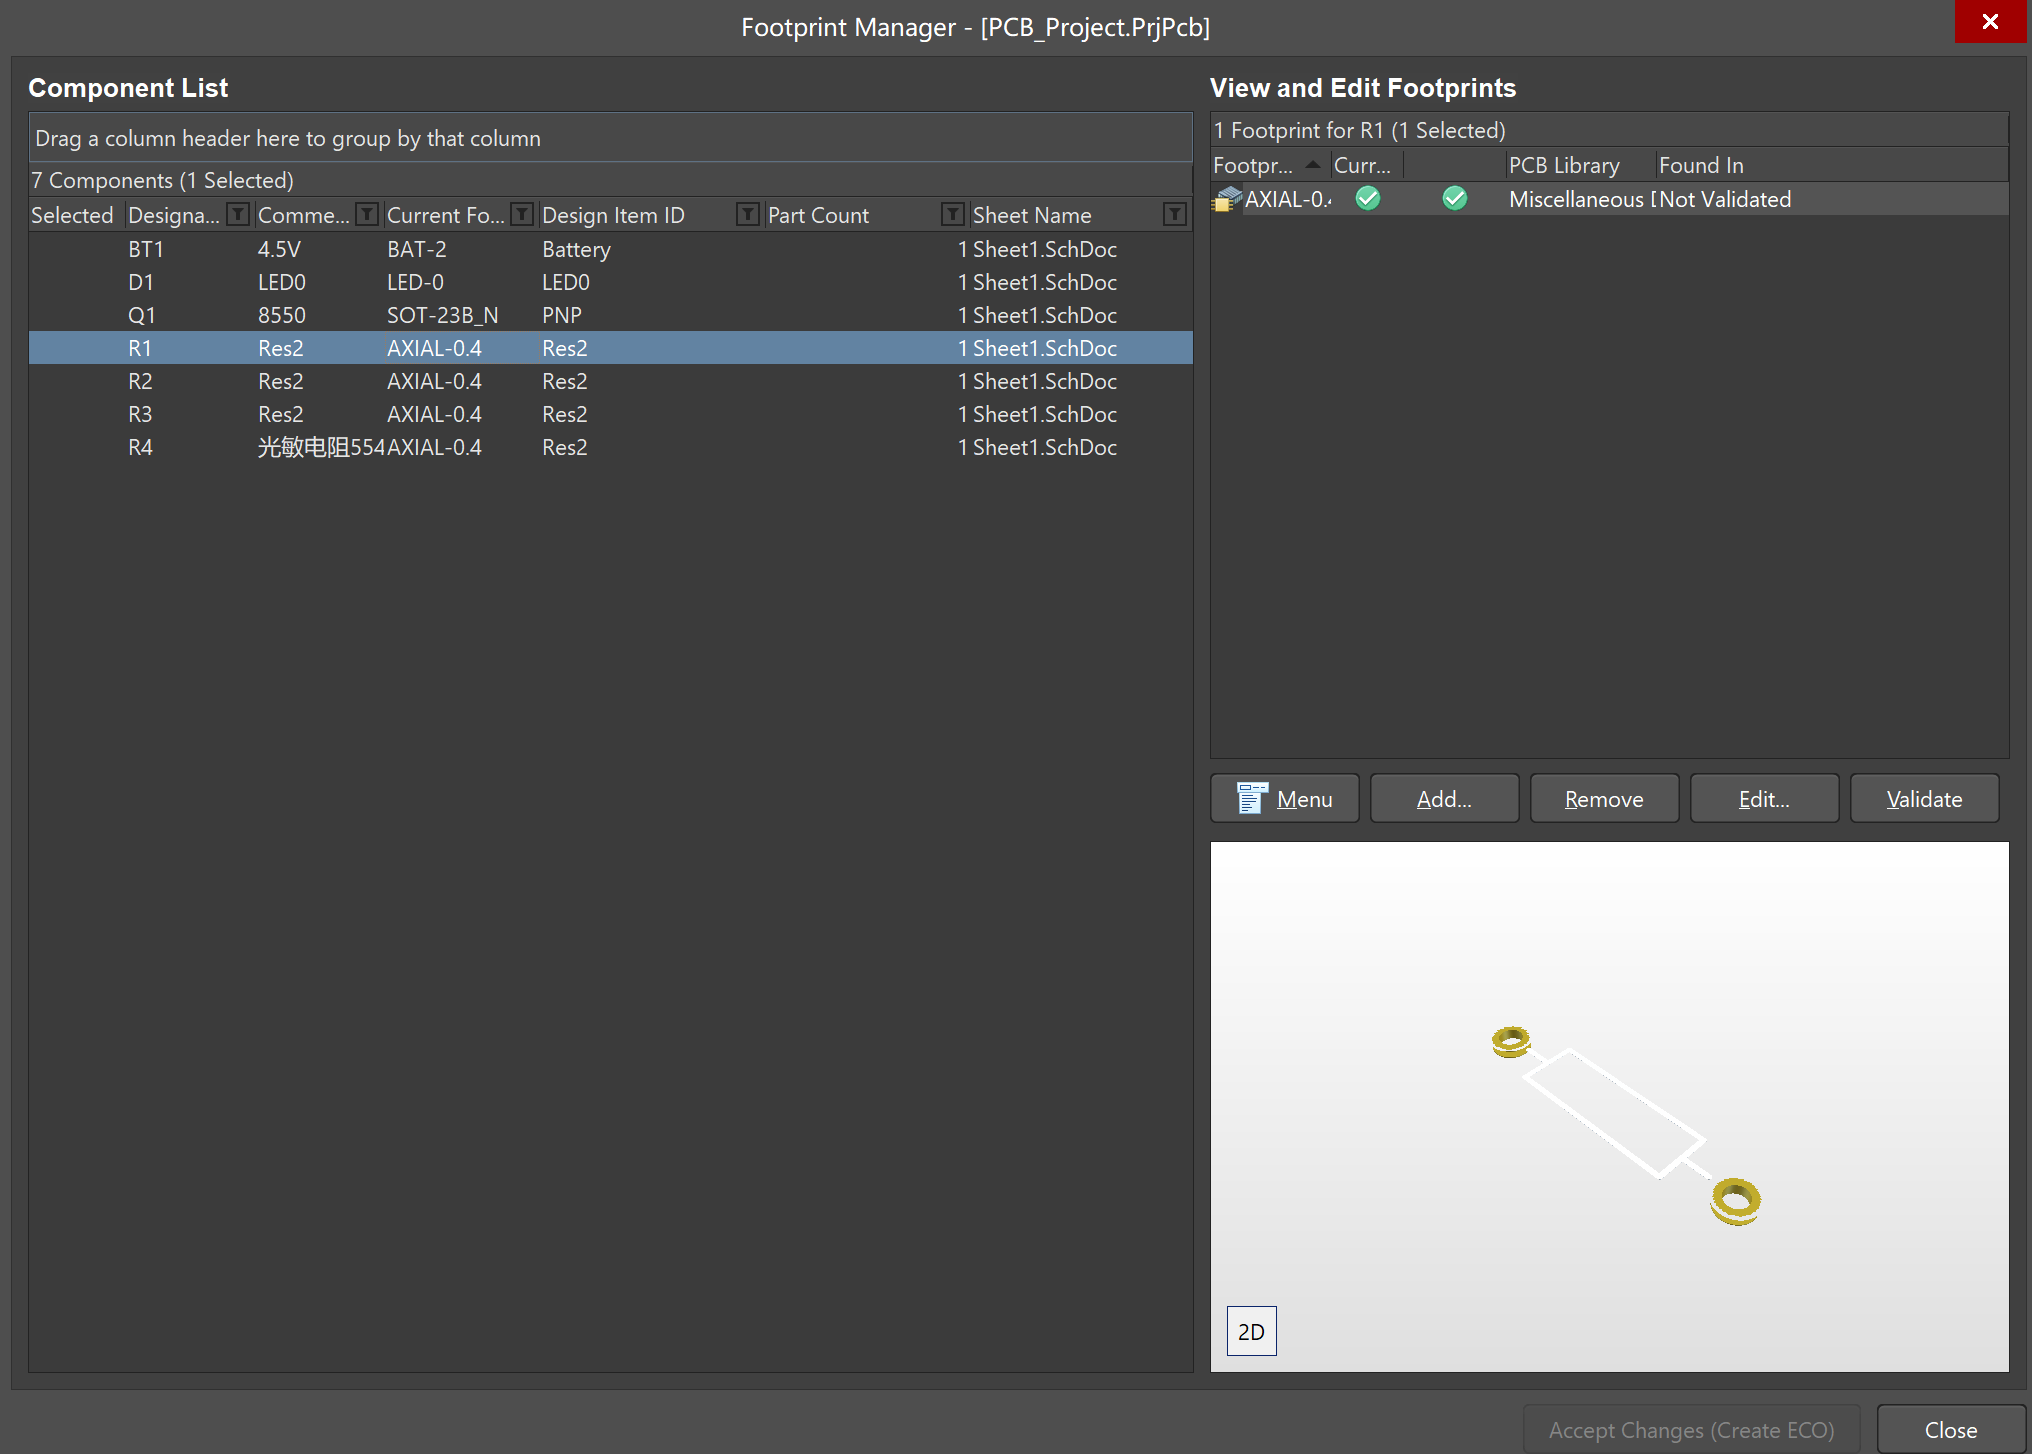 Footprint Manager - [PCB_Project.PrjPcb]
Component List
Drag a column header here to group by that column
7 Components (1 Selected)
Selected Designa... Comme... Current Fo... Design Item ID Part Count Sheet Name
BT1 4.5V BAT-2 Battery 1 Sheet1.SchDoc
D1 LED0 LED-0 LED0 1 Sheet1.SchDoc
Q1 8550 SOT-23B_N PNP 1 Sheet1.SchDoc
R1 Res2 AXIAL-0.4 Res2 1 Sheet1.SchDoc
R2 Res2 AXIAL-0.4 Res2 1 Sheet1.SchDoc
R3 Res2 AXIAL-0.4 Res2 1 Sheet1.SchDoc
R4 光敏电阻554 AXIAL-0.4 Res2 1 Sheet1.SchDoc
View and Edit Footprints
1 Footprint for R1 (1 Selected)
Footpr... Curr... PCB Library Found In
AXIAL-0. Miscellaneous Not Validated
Menu Add... Remove Edit... Validate
2D
Accept Changes (Create ECO) Close